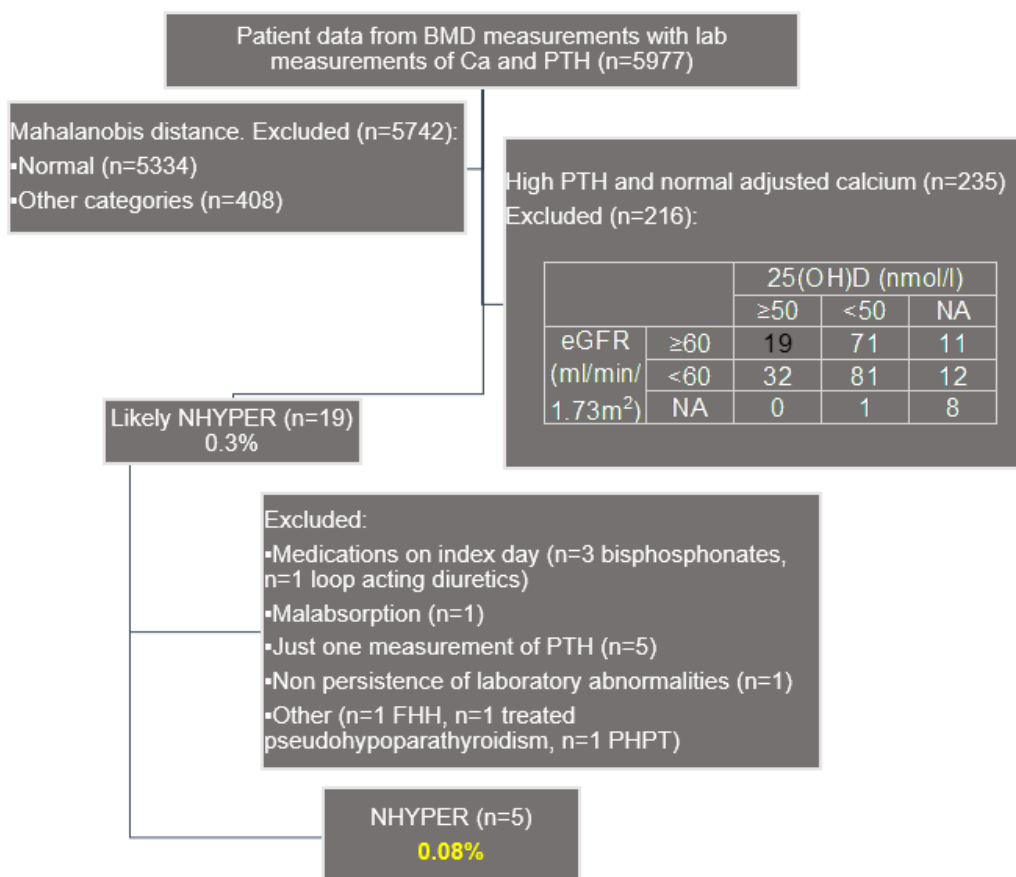 Patient data from BMD measurements with lab
measurements of Ca and PTH (n=5977)
Mahalanobis distance. Excluded (n=5742):
▪Normal (n=5334)
▪Other categories (n=408)
High PTH and normal adjusted calcium (n=235)
Excluded (n=216):
25(OH)D (nmol/l)
≥50 <50 NA
eGFR ≥60 19 71 11
(ml/min/ <60 32 81 12
1.73m²) NA 0 1 8
Likely NHYPER (n=19)
0.3%
Excluded:
▪Medications on index day (n=3 bisphosphonates,
n=1 loop acting diuretics)
▪Malabsorption (n=1)
▪Just one measurement of PTH (n=5)
▪Non persistence of laboratory abnormalities (n=1)
▪Other (n=1 FHH, n=1 treated
pseudohypoparathyroidism, n=1 PHPT)
NHYPER (n=5)
0.08%